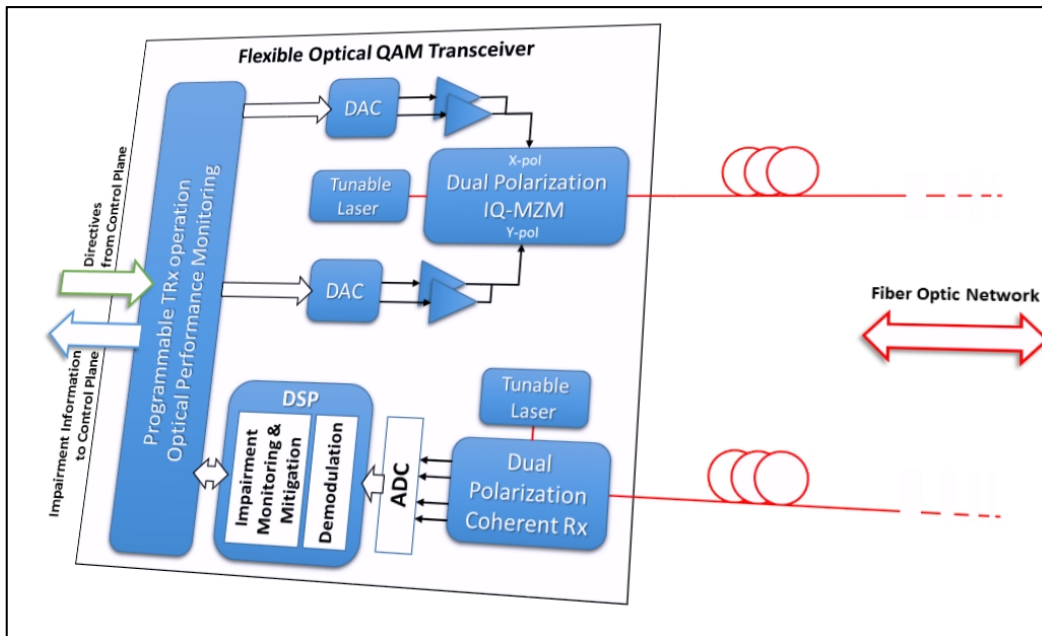 Flexible Optical QAM Transceiver
Directives
from Control Plane
Impairment Information
to Control Plane
Programmable TRx operation
Optical Performance Monitoring
DAC
X-pol
Dual Polarization
IQ-MZM
Y-pol
Tunable
Laser
DAC
Fiber Optic Network
DSP
Impairment
Monitoring &
Mitigation
Demodulation
ADC
Tunable
Laser
Dual
Polarization
Coherent Rx